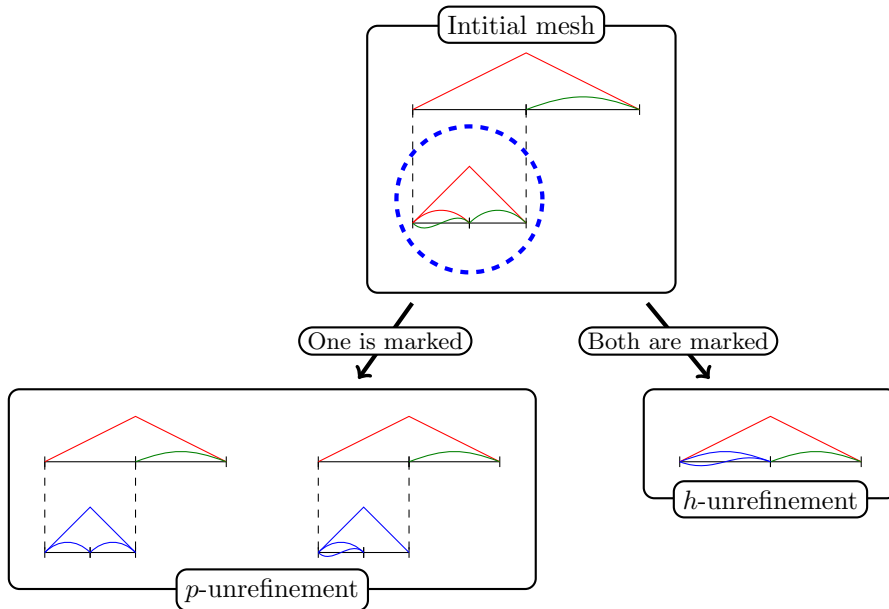 Intitial mesh
One is marked
Both are marked
p-unrefinement
h-unrefinement